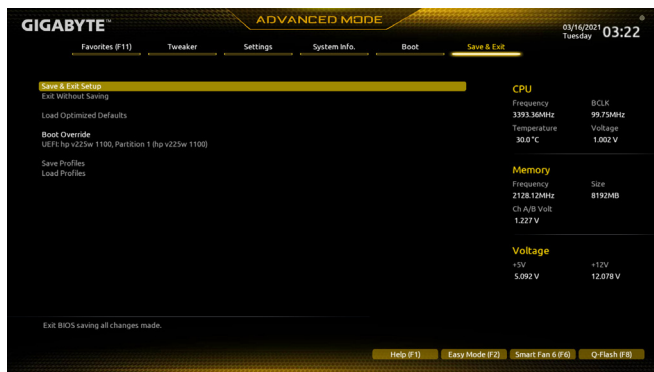 GIGABYTE™
ADVANCED MODE
03/16/2021 Tuesday 03:22
Favorites (F11) Tweaker Settings System Info. Boot Save & Exit
Save & Exit Setup
Exit Without Saving
Load Optimized Defaults
Boot Override
UEFI: hp v225w 1100, Partition 1 (hp v225w 1100)
Save Profiles
Load Profiles
CPU
Frequency BCLK
3393.36MHz 99.75MHz
Temperature Voltage
30.0 °C 1.002 V
Memory
Frequency Size
2128.12MHz 8192MB
Ch A/B Volt
1.227 V
Voltage
+5V +12V
5.092 V 12.078 V
Exit BIOS saving all changes made.
Help (F1) Easy Mode (F2) Smart Fan 6 (F6) Q-Flash (F8)